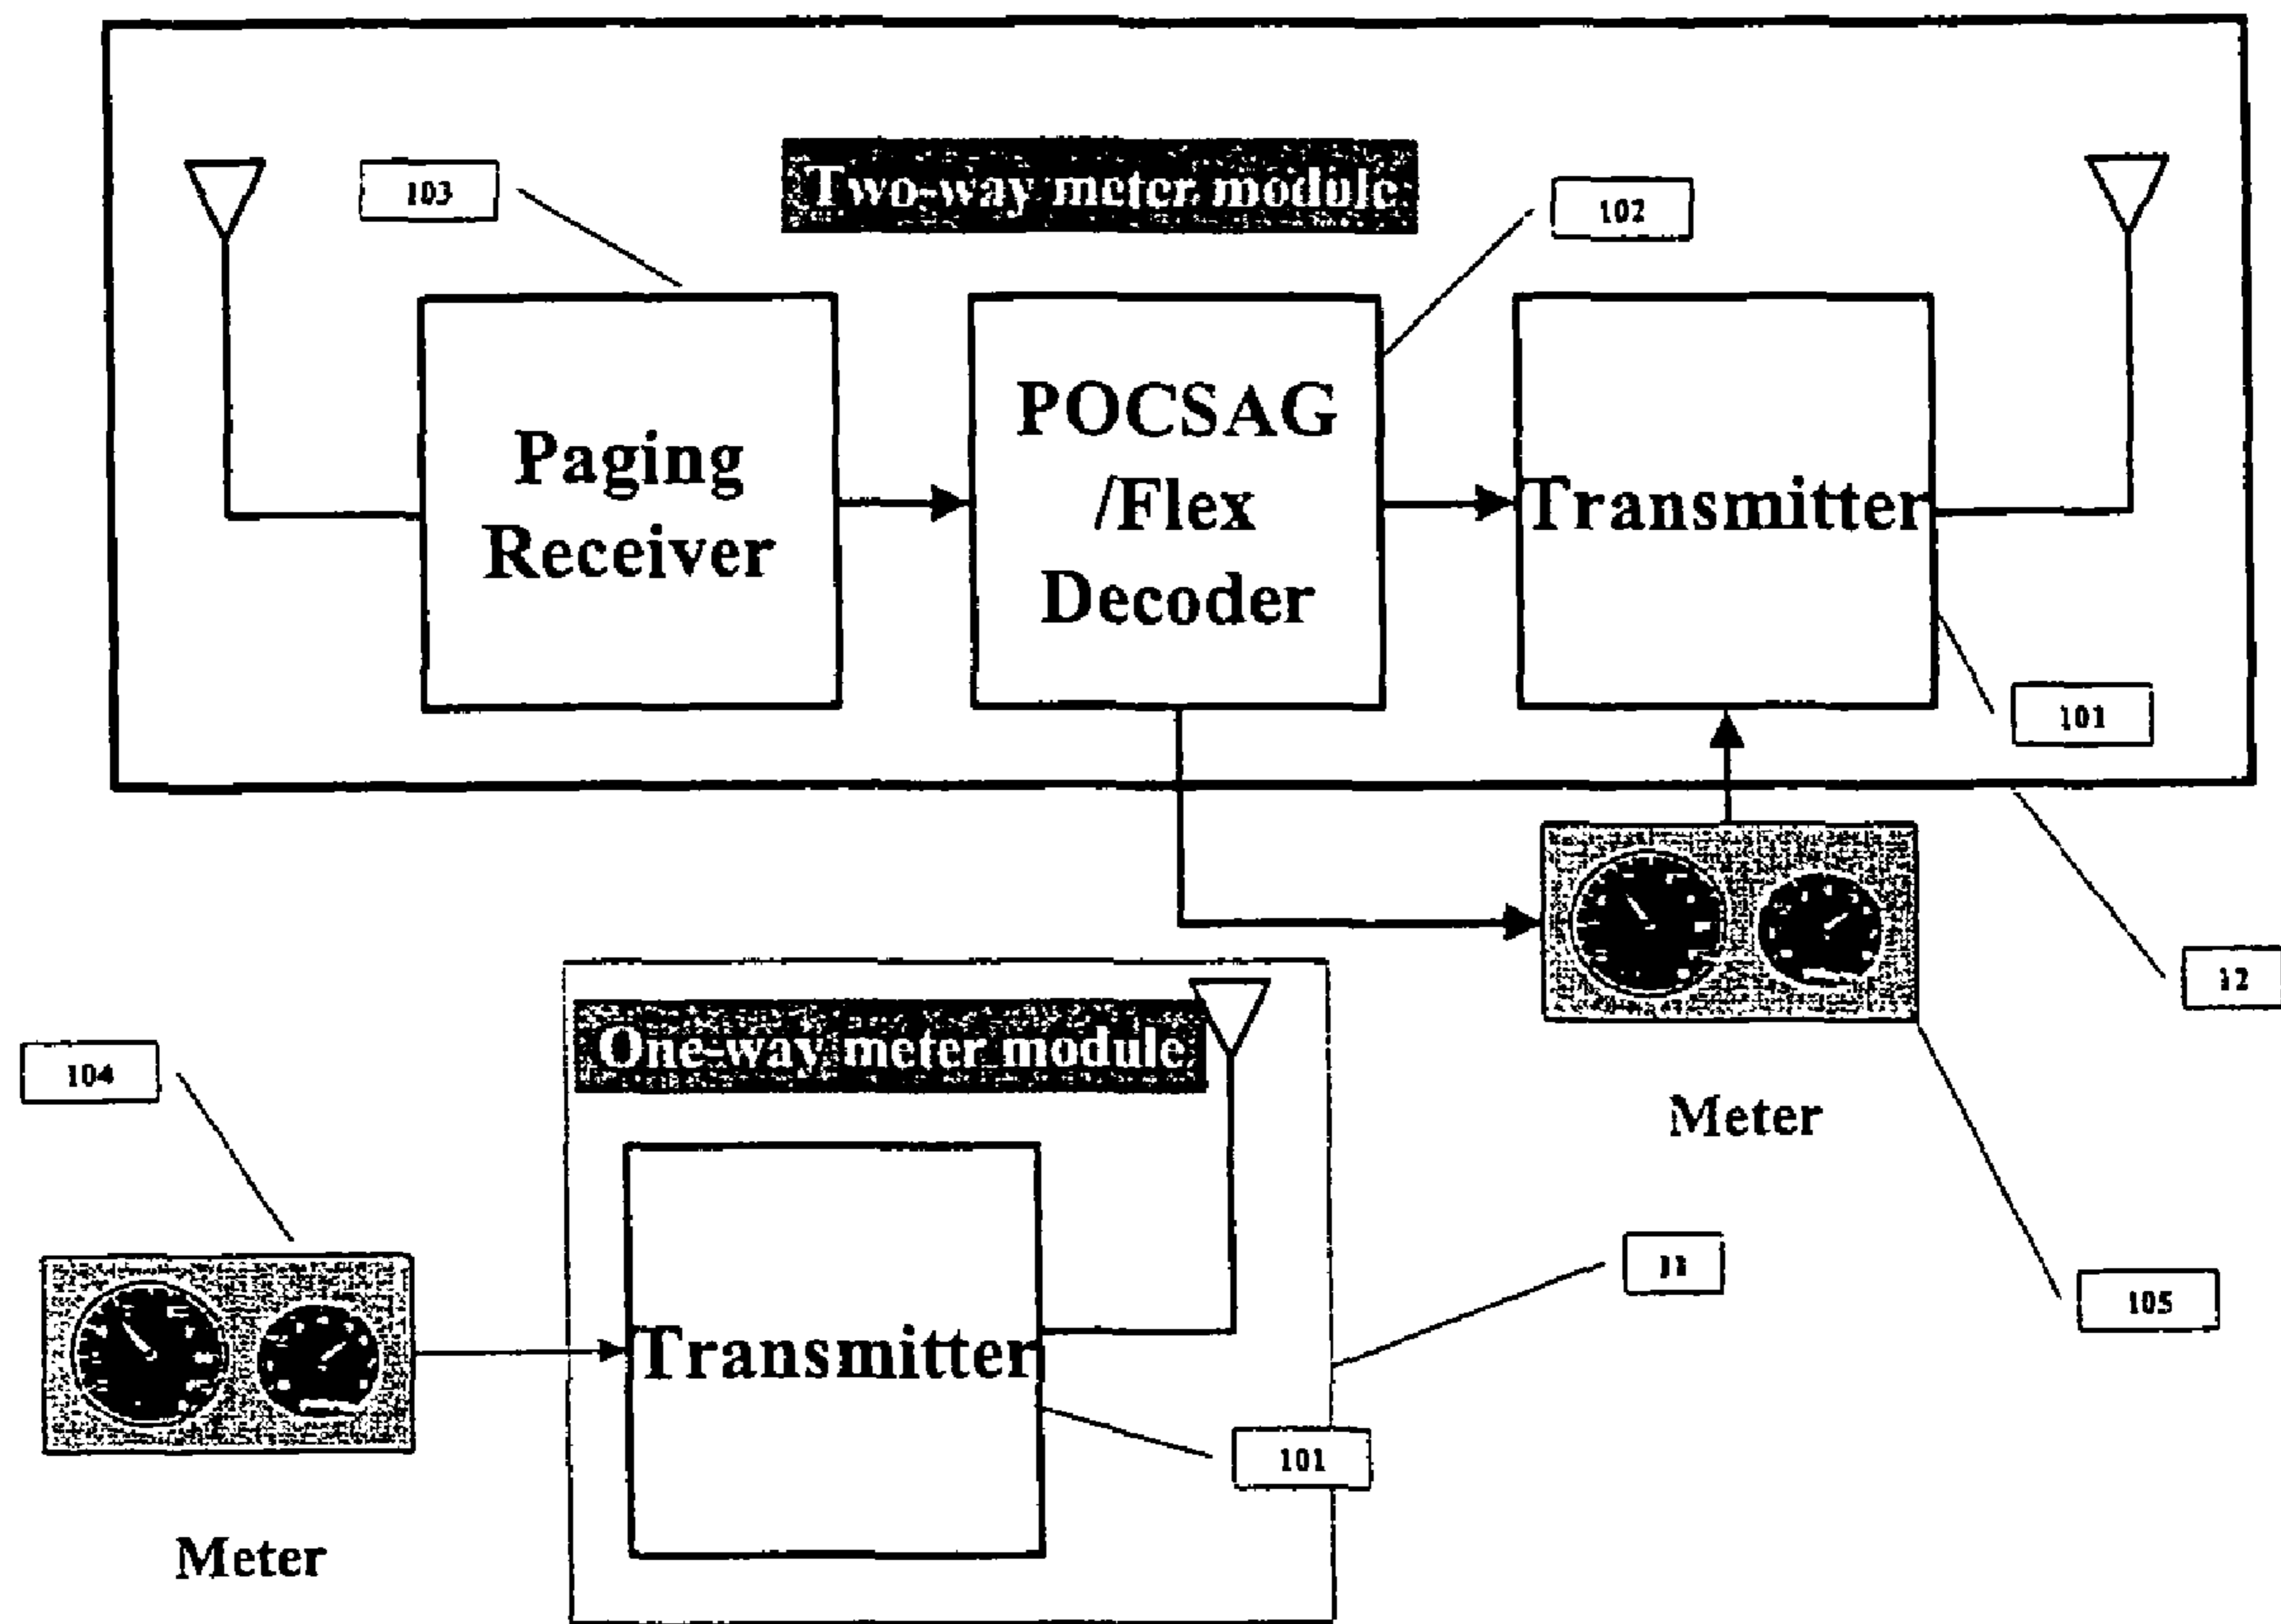 Two-way meter module
103
102
Paging
Receiver
POCSAG
/Flex
Decoder
Transmitter
101
12
One-way meter module
104
Meter
Transmitter
11
105
101
Meter